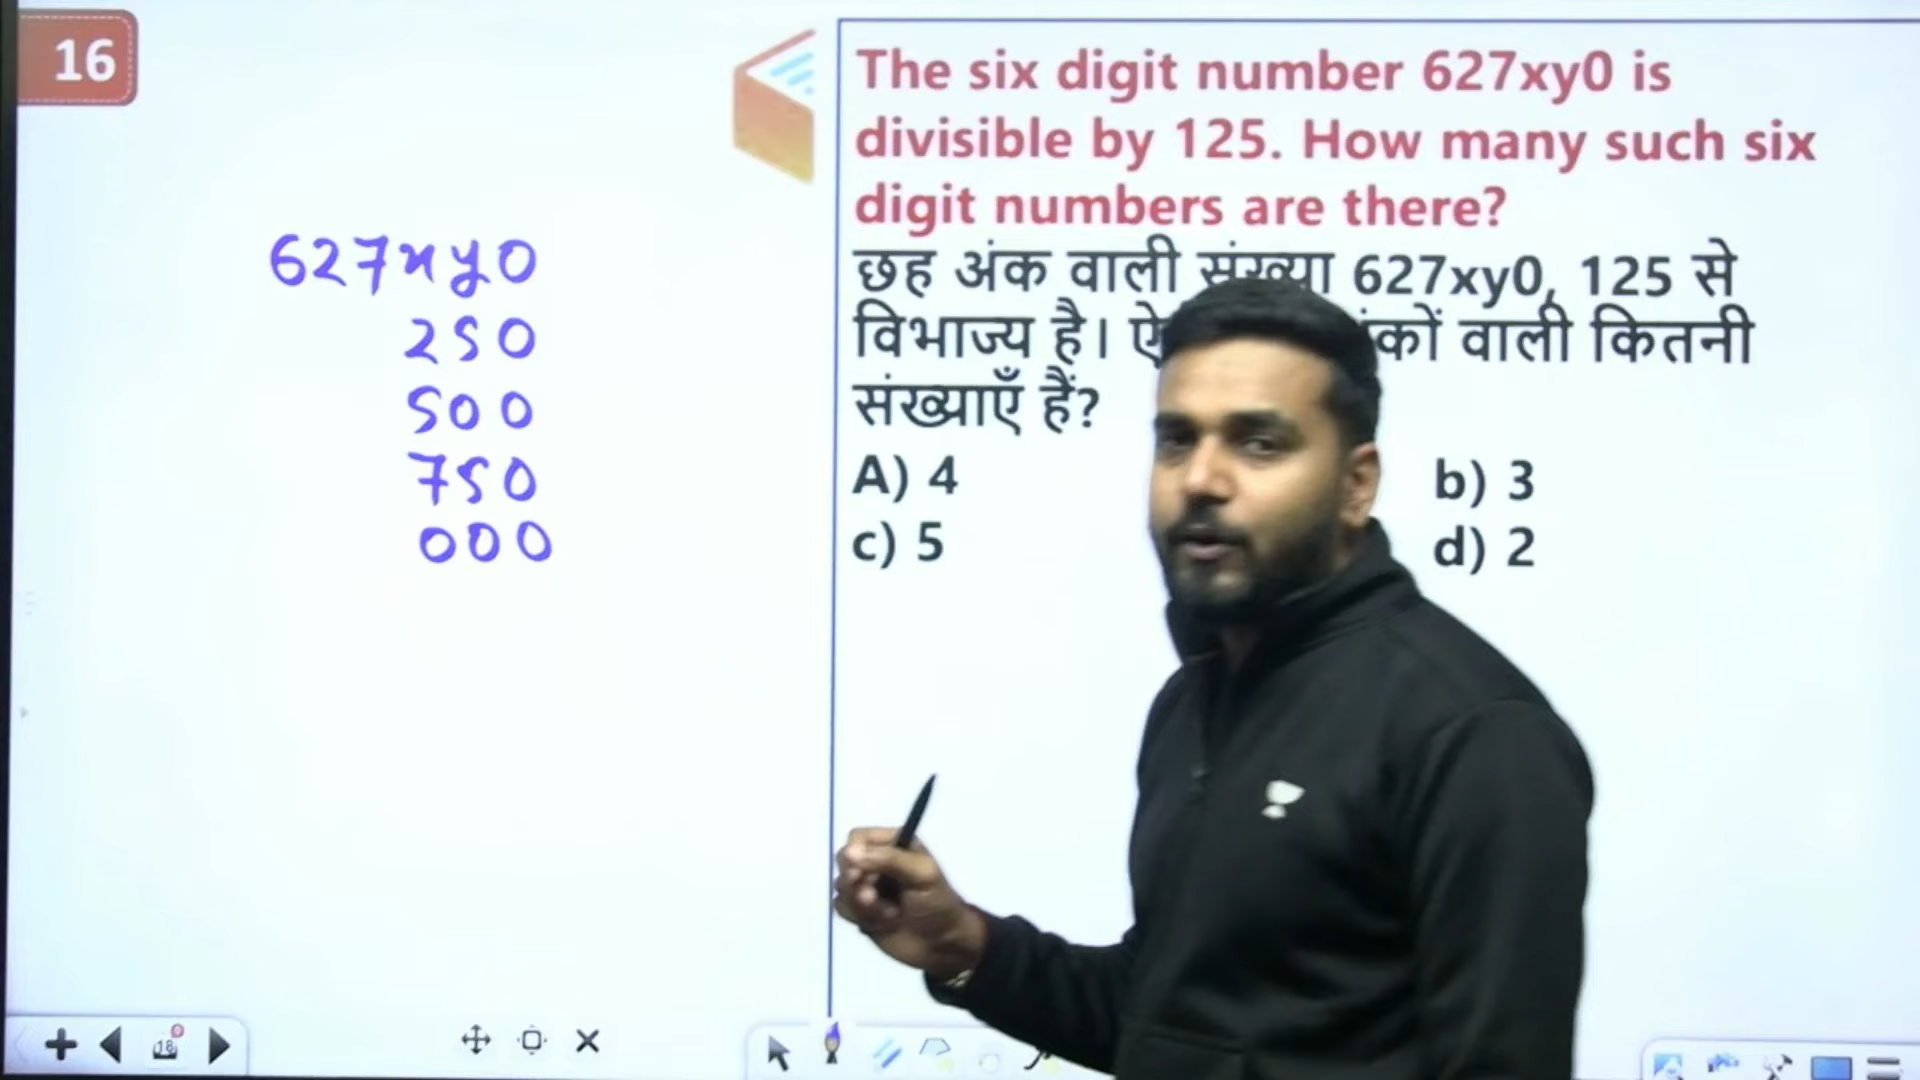 16
The six digit number 627xy0 is
divisible by 125. How many such six
digit numbers are there?
छह अंक वाली संख्या 627xy0, 125 से
विभाज्य है। अंकों वाली कितनी
संख्याएँ हैं?
A) 4
b) 3
c) 5
d) 2
627xy0
250
500
750
000
18